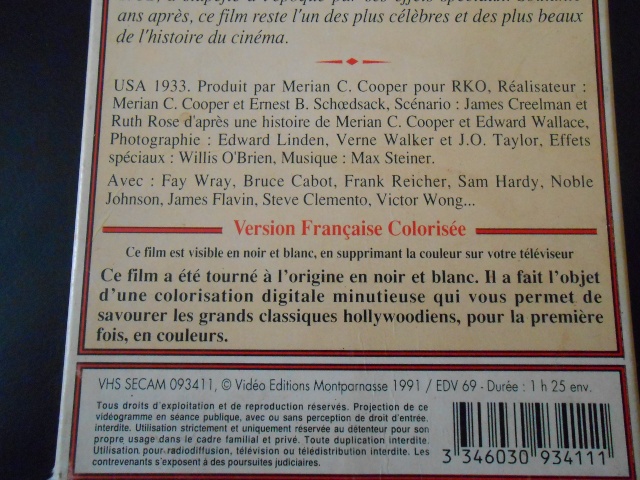 ans après, ce film reste l'un des plus célèbres et des plus beaux
de l'histoire du cinéma.
USA 1933. Produit par Merian C. Cooper pour RKO, Réalisateur :
Merian C. Cooper et Ernest B. Schœdsack, Scénario : James Creelman et
Ruth Rose d'après une histoire de Merian C. Cooper et Edward Wallace,
Photographie : Edward Linden, Verne Walker et J.O. Taylor, Effets
spéciaux : Willis O'Brien, Musique : Max Steiner.
Avec : Fay Wray, Bruce Cabot, Frank Reicher, Sam Hardy, Noble
Johnson, James Flavin, Steve Clemento, Victor Wong...
Version Française Colorisée
Ce film est visible en noir et blanc, en supprimant la couleur sur votre téléviseur
Ce film a été tourné à l'origine en noir et blanc. Il a fait l'objet
d'une colorisation digitale minutieuse qui vous permet de
savourer les grands classiques hollywoodiens, pour la première
fois, en couleurs.
VHS SECAM 093411, © Vidéo Editions Montparnasse 1991 / EDV 69 - Durée : 1 h 25 env.
Tous droits d'exploitation et de reproduction réservés. Projection de ce
vidéogramme en séance publique, avec ou sans perception de droit d'entrée,
interdite. Utilisation strictement et uniquement réservée au détenteur pour son
propre usage dans le cadre familial et privé. Toute duplication interdite.
Utilisation pour radiodiffusion, télévision ou télédistribution interdite. Les
contrevenants s'exposent à des poursuites judiciaires.
3 346030 934111